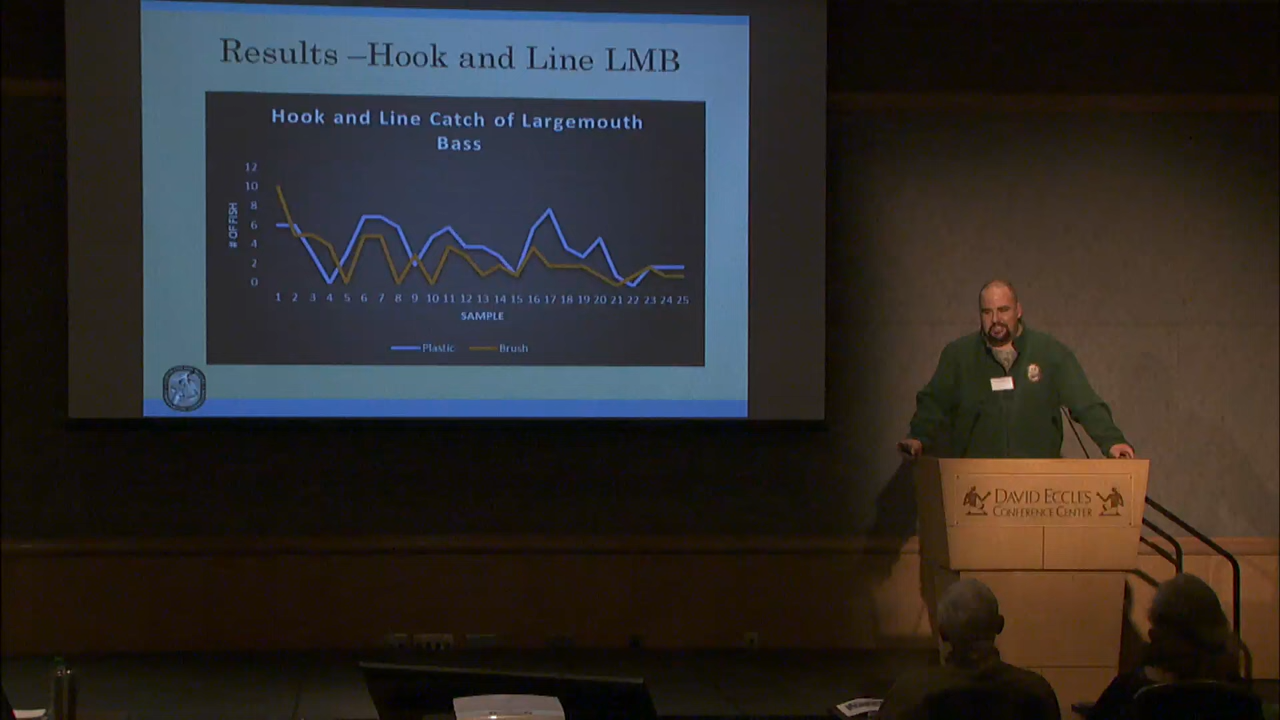 Results –Hook and Line LMB
Hook and Line Catch of Largemouth
Bass
12
10
8
6
4
2
0
# OF FISH
1 2 3 4 5 6 7 8 9 10 11 12 13 14 15 16 17 18 19 20 21 22 23 24 25
SAMPLE
Plastic Brush
DAVID ECCLES
CONFERENCE CENTER